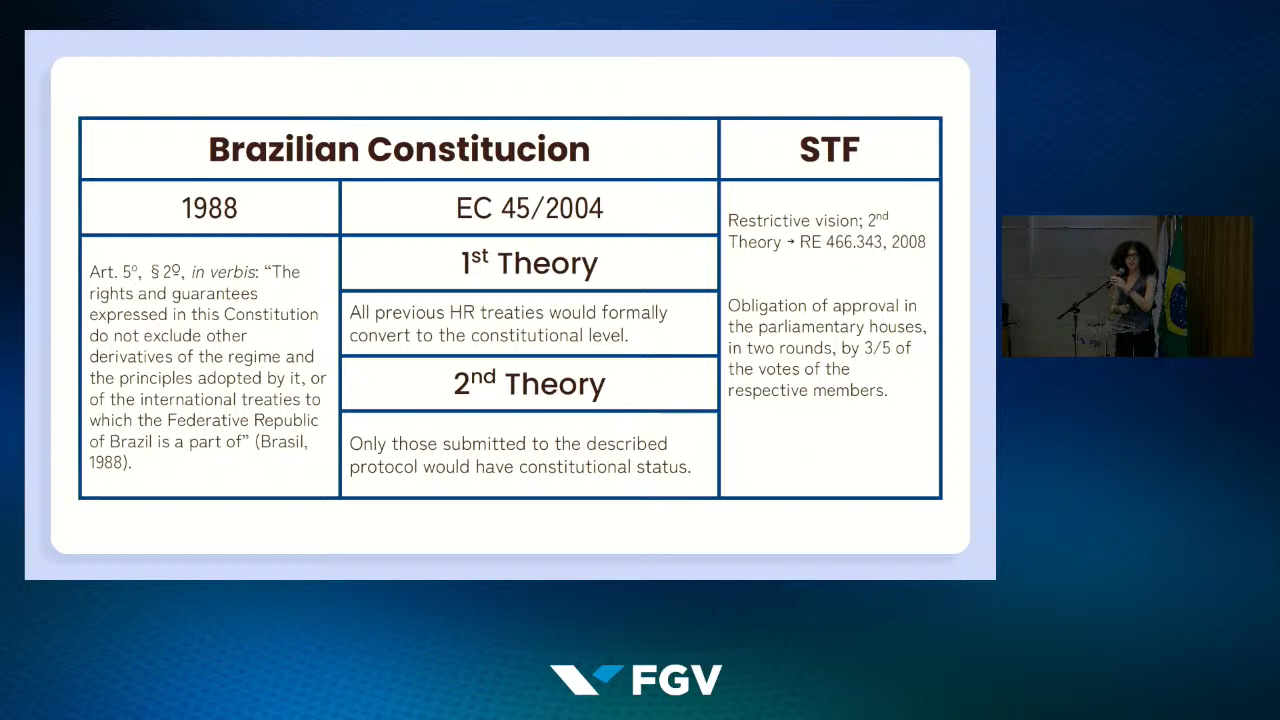 Brazilian Constitucion
STF
1988
EC 45/2004
Art. 5º, §2º, in verbis: “The
rights and guarantees
expressed in this Constitution
do not exclude other
derivatives of the regime and
the principles adopted by it, or
of the international treaties to
which the Federative Republic
of Brazil is a part of” (Brasil,
1988).
1st Theory
All previous HR treaties would formally
convert to the constitutional level.
2nd Theory
Only those submitted to the described
protocol would have constitutional status.
Restrictive vision; 2nd
Theory → RE 466.343, 2008
Obligation of approval in
the parliamentary houses,
in two rounds, by 3/5 of
the votes of the
respective members.
FGV